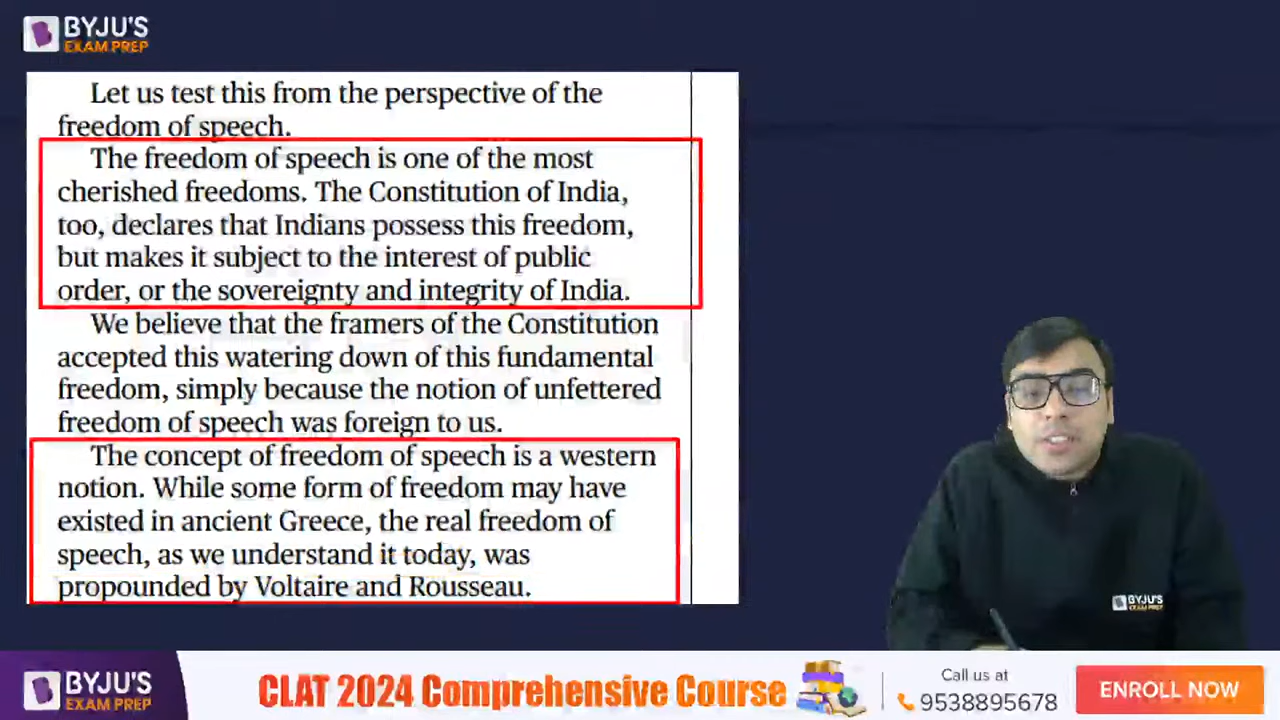 BYJU'S
EXAM PREP
Let us test this from the perspective of the
freedom of speech.
The freedom of speech is one of the most
cherished freedoms. The Constitution of India,
too, declares that Indians possess this freedom,
but makes it subject to the interest of public
order, or the sovereignty and integrity of India.
We believe that the framers of the Constitution
accepted this watering down of this fundamental
freedom, simply because the notion of unfettered
freedom of speech was foreign to us.
The concept of freedom of speech is a western
notion. While some form of freedom may have
existed in ancient Greece, the real freedom of
speech, as we understand it today, was
propounded by Voltaire and Rousseau.
BYJU'S
EXAM PREP
BYJU'S
EXAM PREP
CLAT 2024 Comprehensive Course
Call us at
9538895678
ENROLL NOW